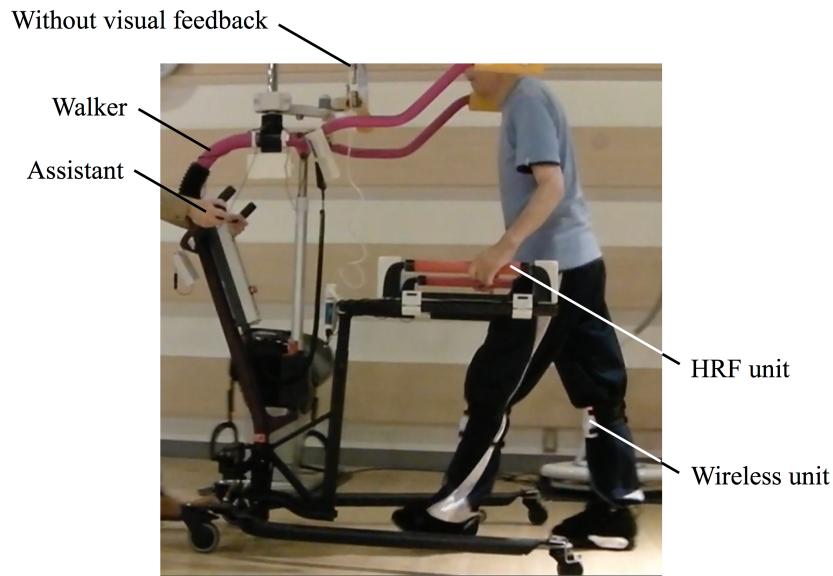 Without visual feedback
Walker
Assistant
HRF unit
Wireless unit